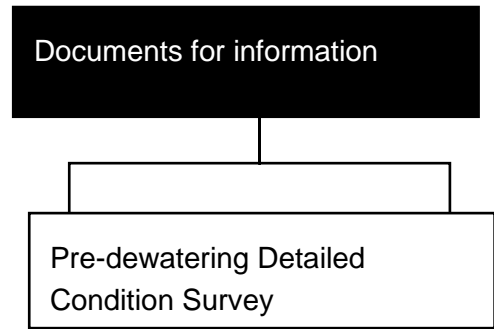 Documents for information
Pre-dewatering Detailed
Condition Survey